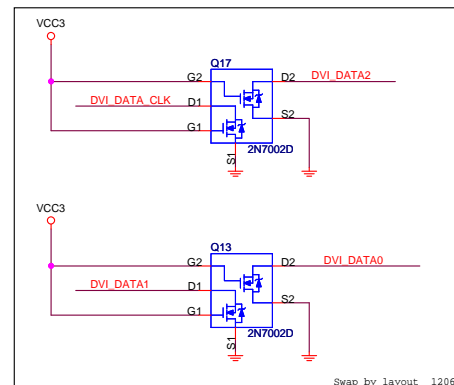 VCC3
Q17
G2
D2
DVI_DATA2
DVI_DATA_CLK
D1
S2
G1
S1
2N7002D
VCC3
Q13
G2
D2
DVI_DATA0
DVI_DATA1
D1
S2
G1
S1
2N7002D
Swap by layout 1206